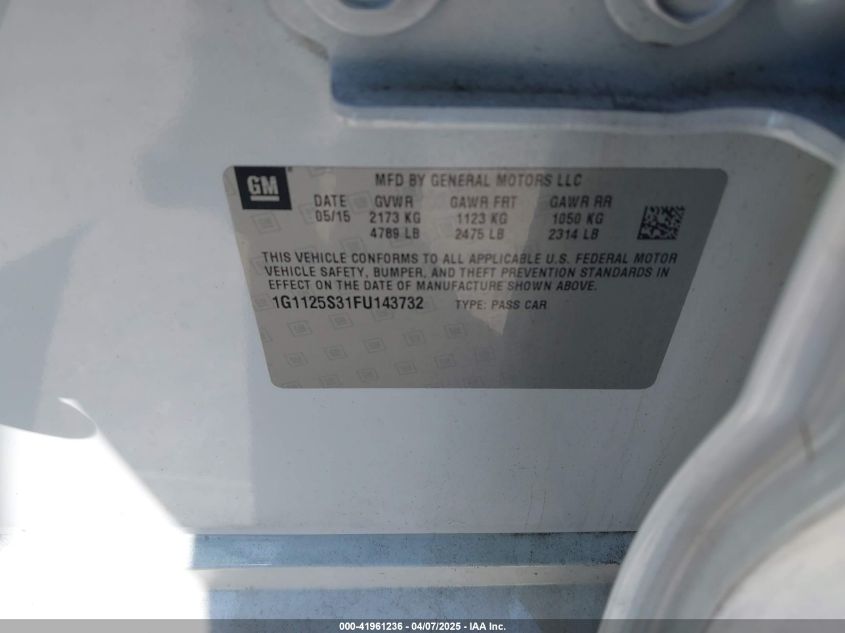 GM
MFD BY GENERAL MOTORS LLC
DATE GVWR GAWR FRT GAWR RR
05/15 2173 KG 1123 KG 1050 KG
4789 LB 2475 LB 2314 LB
THIS VEHICLE CONFORMS TO ALL APPLICABLE U.S. FEDERAL MOTOR
VEHICLE SAFETY, BUMPER, AND THEFT PREVENTION STANDARDS IN
EFFECT ON THE DATE OF MANUFACTURE SHOWN ABOVE.
1G1125S31FU143732 TYPE: PASS CAR
000-41961236 - 04/07/2025 - IAA Inc.